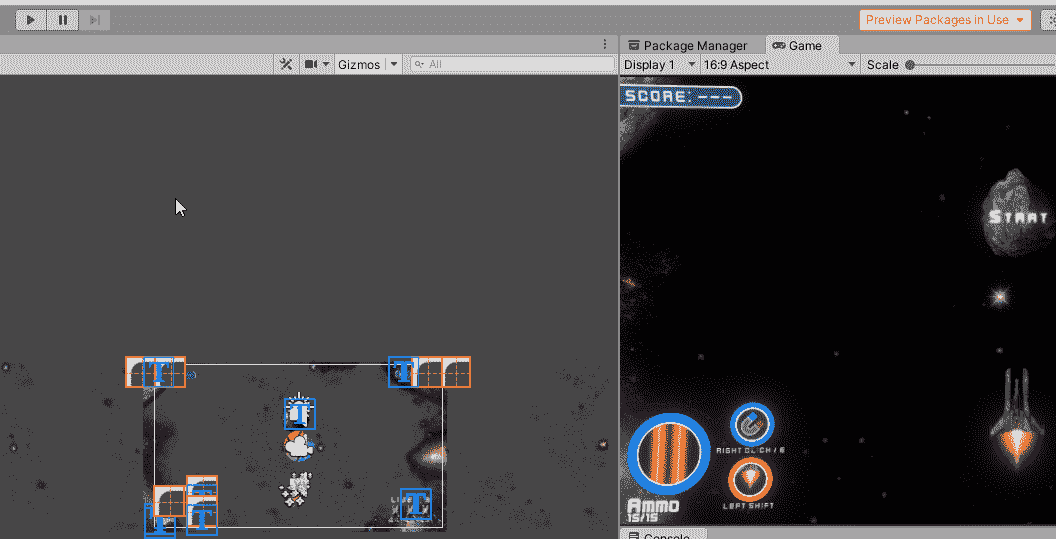 Preview Packages in Use
Package Manager
Game
Gizmos
All
Display 1
16:9 Aspect
Scale
SCORE:---
START
RIGHT CLICK / E
LEFT SHIFT
AMMO
15/15
Console